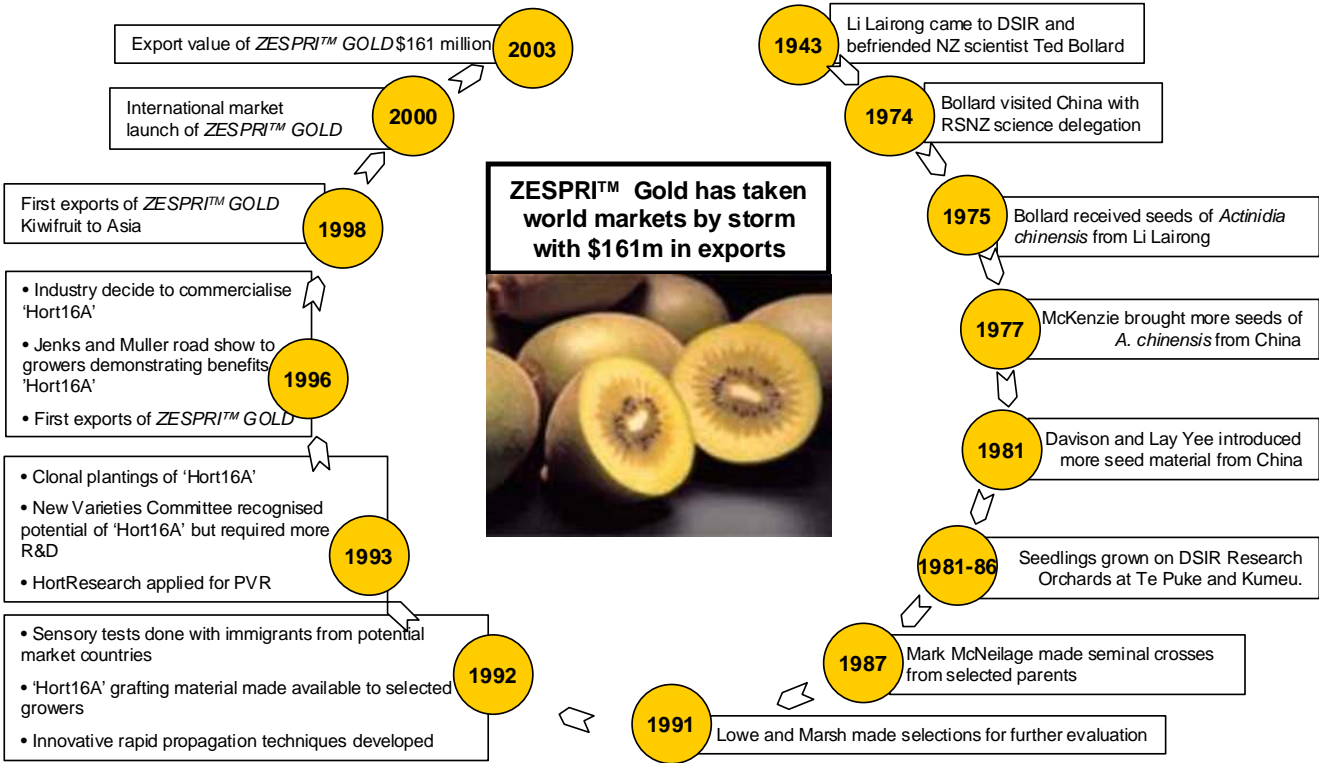 Li Lairong came to DSIR and
befriended NZ scientist Ted Bollard
1943
Bollard visited China with
RSNZ science delegation
1974
Bollard received seeds of Actinidia
chinensis from Li Lairong
1975
McKenzie brought more seeds of
A. chinensis from China
1977
Davison and Lay Yee introduced
more seed material from China
1981
Seedlings grown on DSIR Research
Orchards at Te Puke and Kumeu.
1981-86
Mark McNeilage made seminal crosses
from selected parents
1987
Lowe and Marsh made selections for further evaluation
1991
• Sensory tests done with immigrants from potential
market countries
• ‘Hort16A’ grafting material made available to selected
growers
• Innovative rapid propagation techniques developed
1992
• Clonal plantings of ‘Hort16A’
• New Varieties Committee recognised
potential of ‘Hort16A’ but required more
R&D
• HortResearch applied for PVR
1993
• Industry decide to commercialise
‘Hort16A’
• Jenks and Muller road show to
growers demonstrating benefits
’Hort16A’
• First exports of ZESPRI™ GOLD
1996
First exports of ZESPRI™ GOLD
Kiwifruit to Asia
1998
International market
launch of ZESPRI™ GOLD
2000
Export value of ZESPRI™ GOLD $161 million
2003
ZESPRI™ Gold has taken
world markets by storm
with $161m in exports